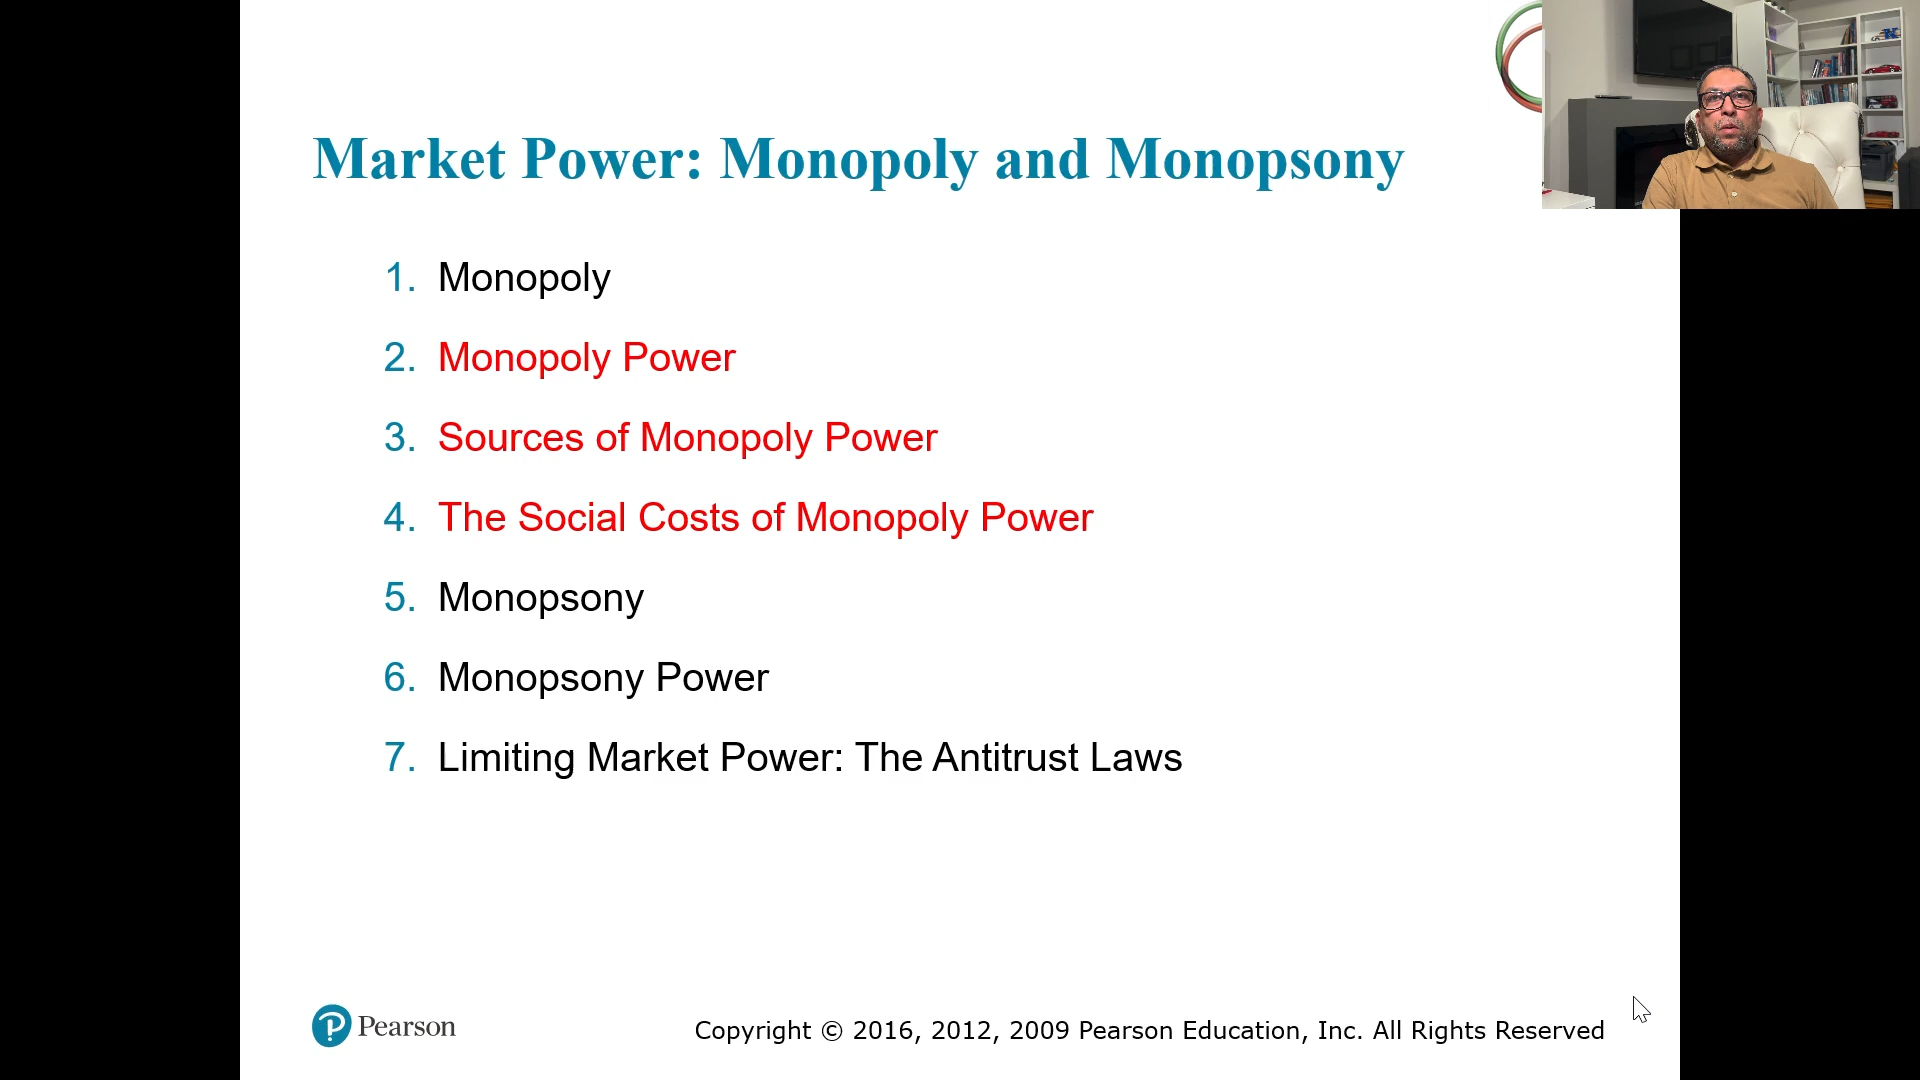 Market Power: Monopoly and Monopsony
1. Monopoly
2. Monopoly Power
3. Sources of Monopoly Power
4. The Social Costs of Monopoly Power
5. Monopsony
6. Monopsony Power
7. Limiting Market Power: The Antitrust Laws
Pearson
Copyright © 2016, 2012, 2009 Pearson Education, Inc. All Rights Reserved